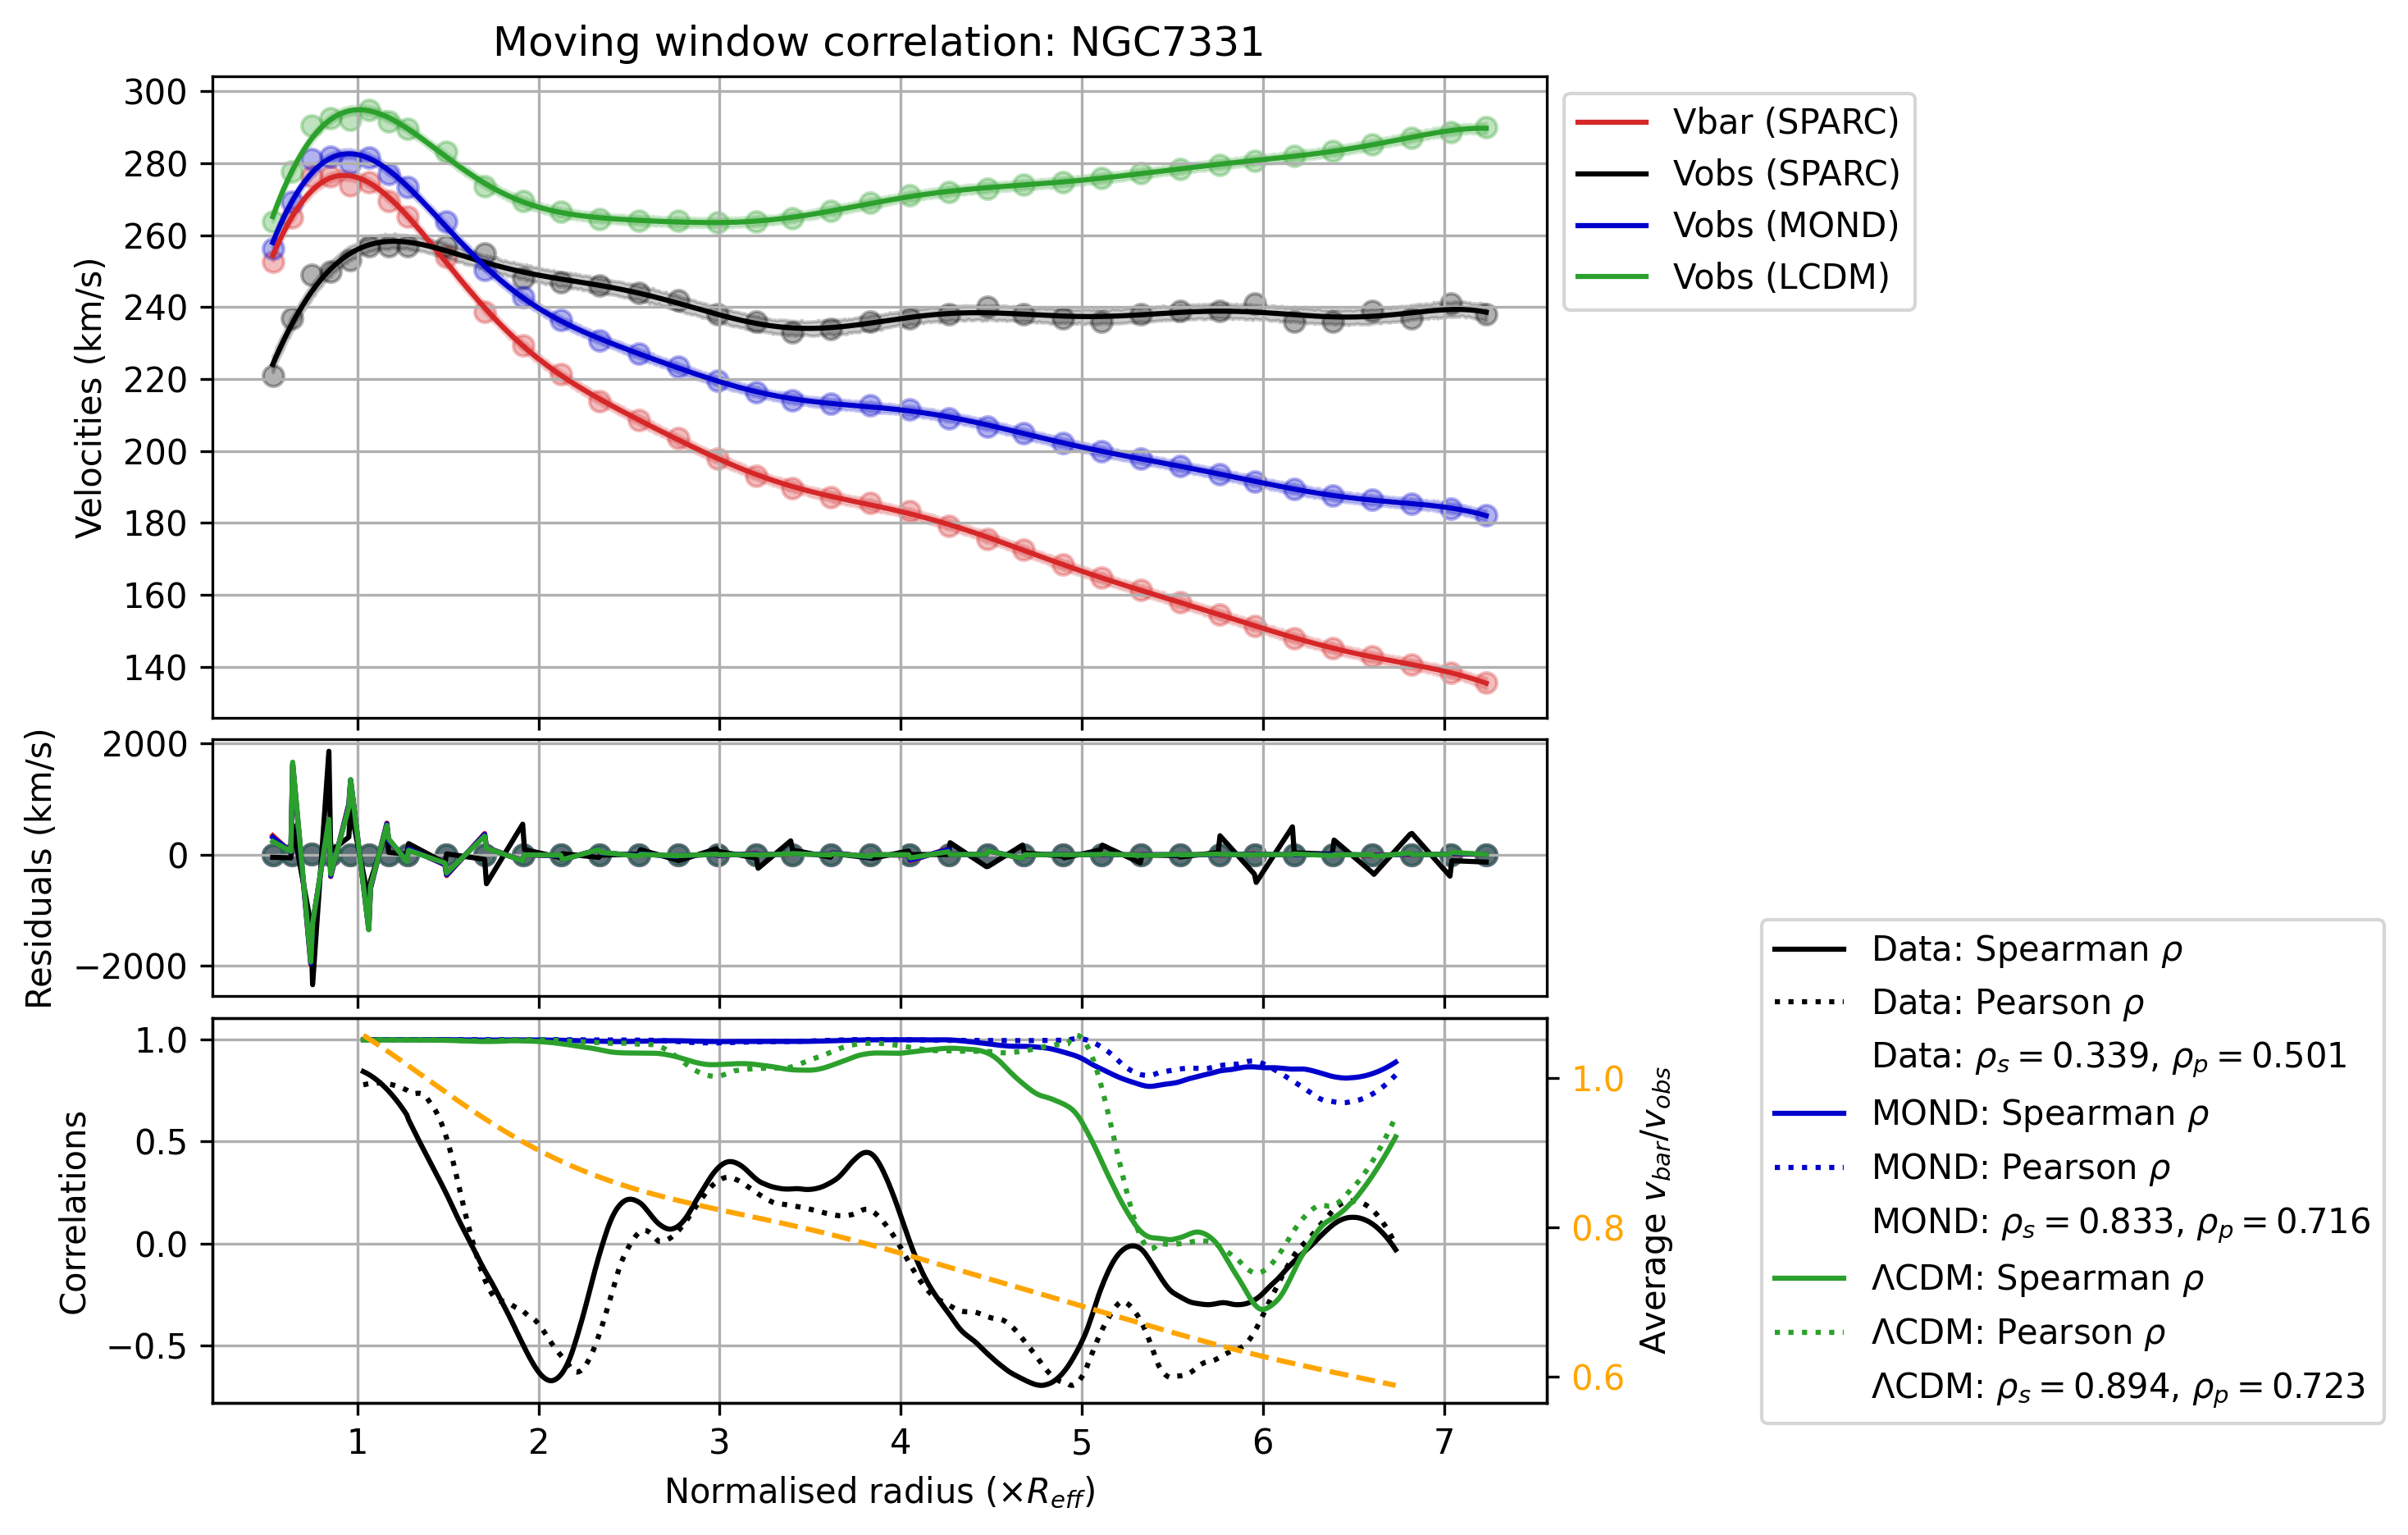 Moving window correlation: NGC7331
300
280
260
240
220
200
180
160
140
Velocities (km/s)
Vbar (SPARC)
Vobs (SPARC)
Vobs (MOND)
Vobs (LCDM)
2000
0
−2000
Residuals (km/s)
1.0
0.5
0.0
−0.5
Correlations
1.0
0.8
0.6
Average v_bar/v_obs
1 2 3 4 5 6 7
Normalised radius (×R_eff)
Data: Spearman ρ
Data: Pearson ρ
Data: ρ_s = 0.339, ρ_p = 0.501
MOND: Spearman ρ
MOND: Pearson ρ
MOND: ρ_s = 0.833, ρ_p = 0.716
ΛCDM: Spearman ρ
ΛCDM: Pearson ρ
ΛCDM: ρ_s = 0.894, ρ_p = 0.723